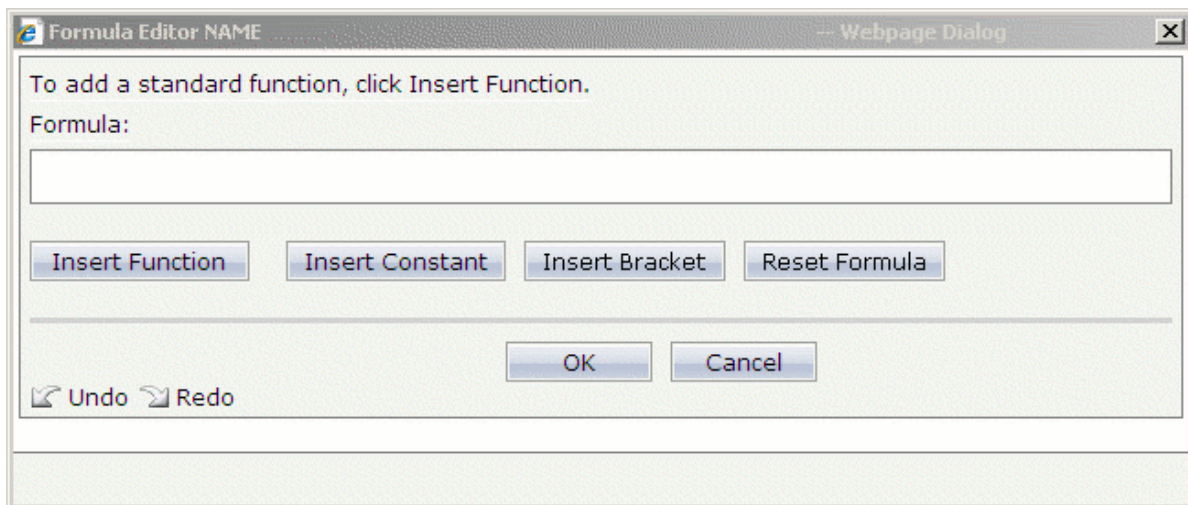 Formula Editor NAME -- Webpage Dialog
To add a standard function, click Insert Function.
Formula:
Insert Function Insert Constant Insert Bracket Reset Formula
OK Cancel
Undo Redo